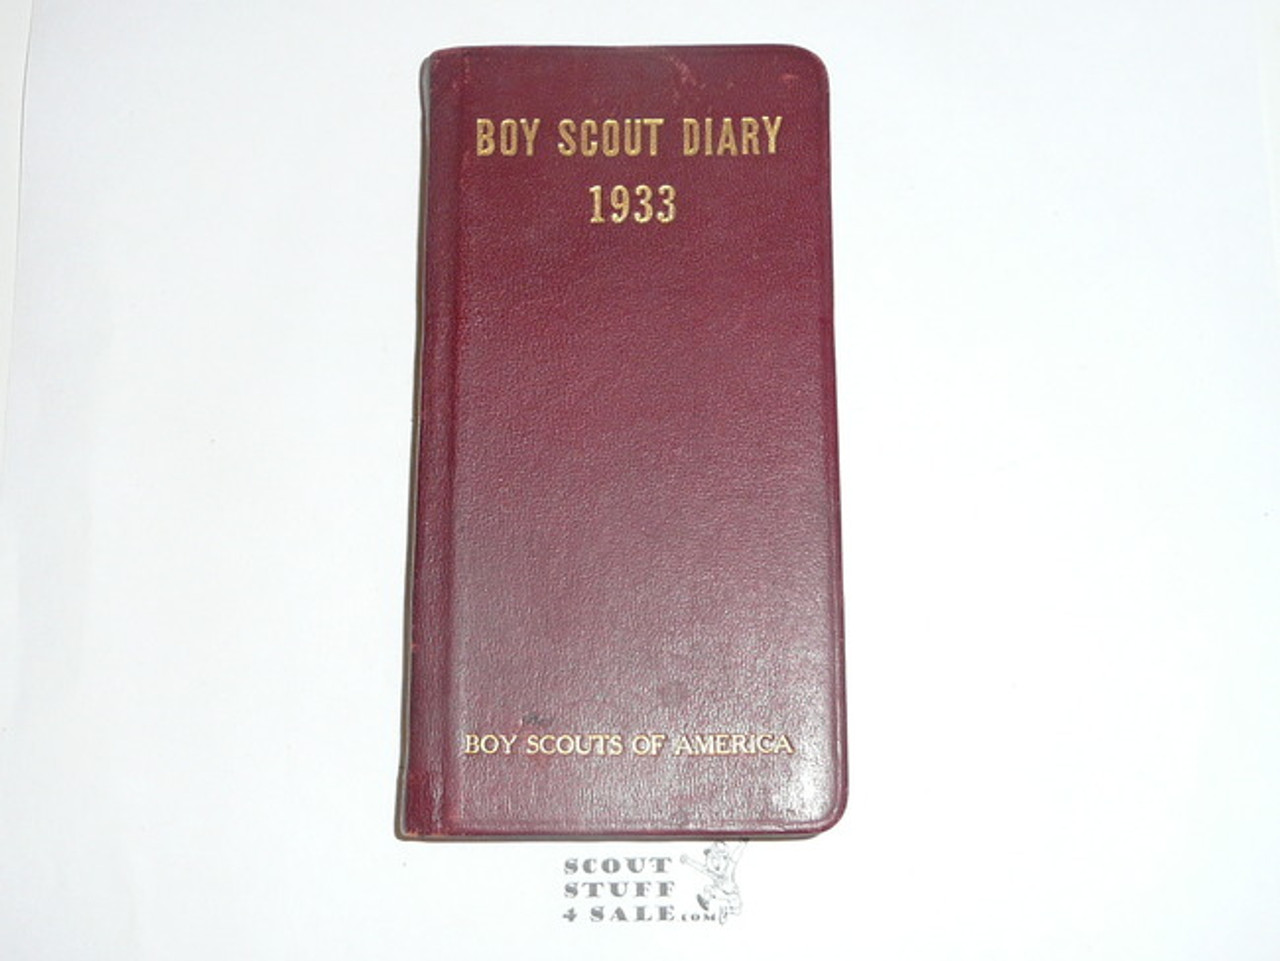 BOY SCOUT DIARY
1933
BOY SCOUTS OF AMERICA
SCOUT
STUFF
4 SALE.COM